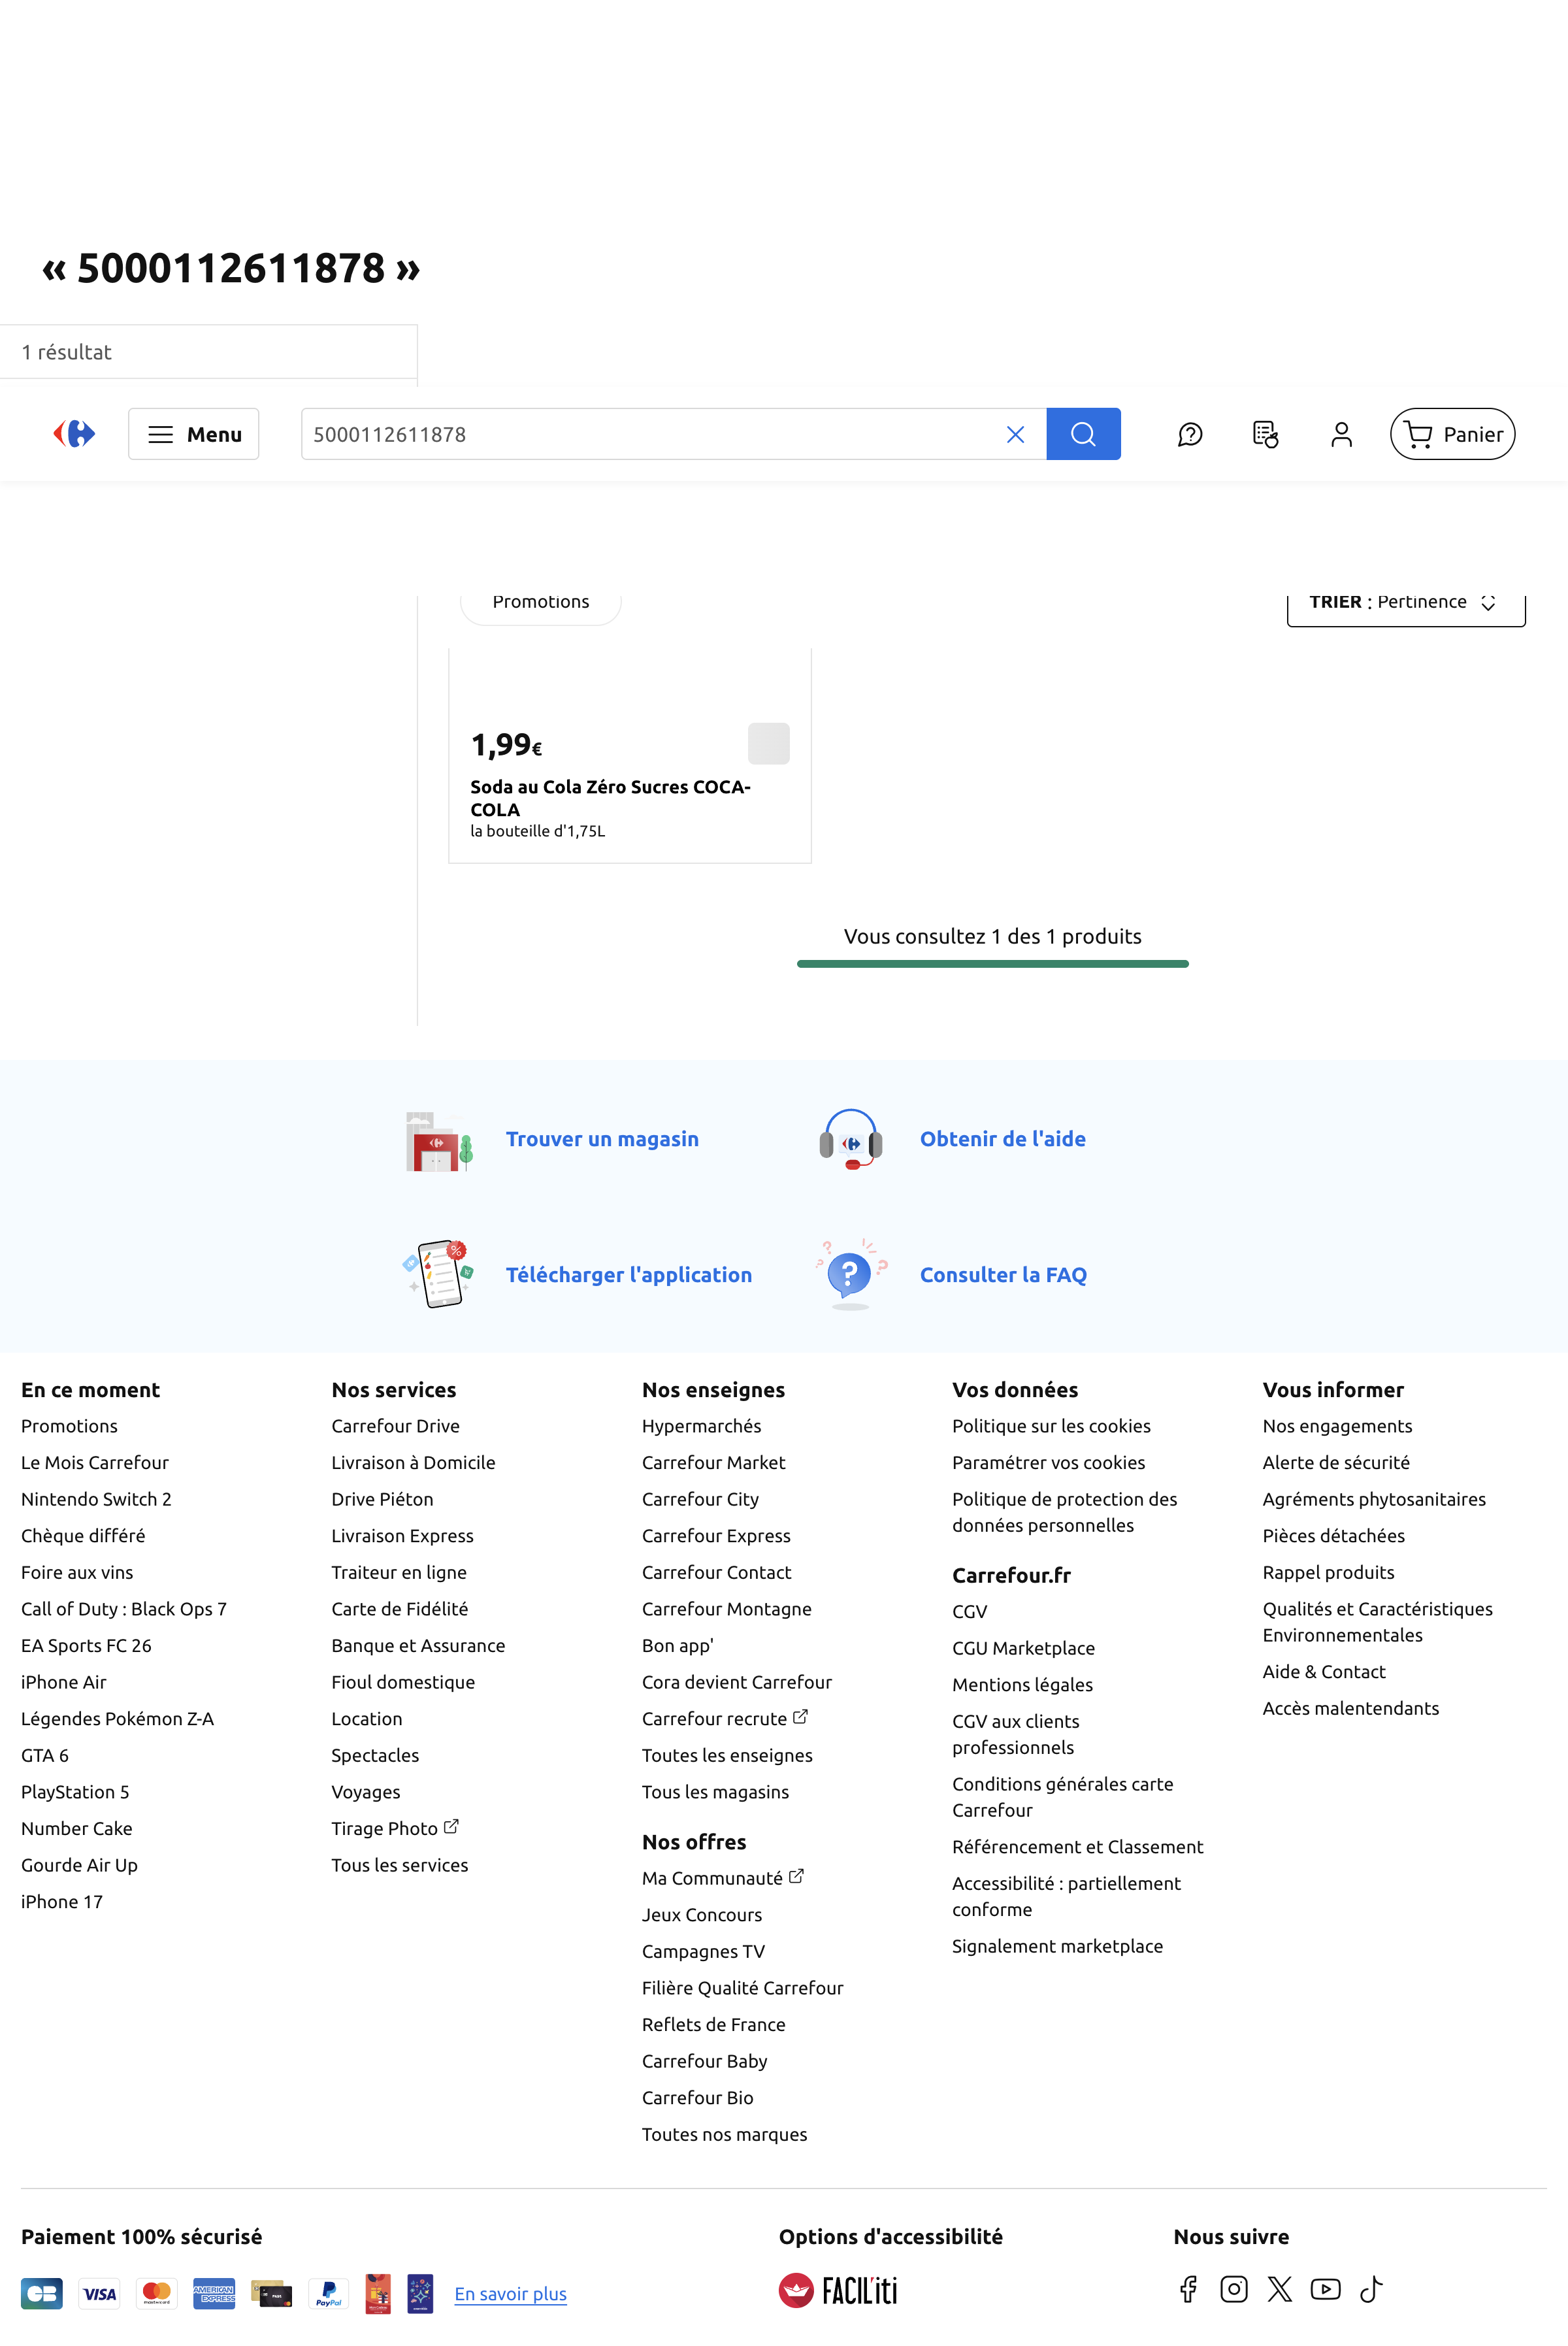 « 5000112611878 »
1 résultat
Menu
5000112611878
Panier
Promotions
TRIER : Pertinence
1,99€
Soda au Cola Zéro Sucres COCA-
COLA
la bouteille d'1,75L
Vous consultez 1 des 1 produits
Trouver un magasin
Obtenir de l'aide
Télécharger l'application
Consulter la FAQ
En ce moment
Promotions
Le Mois Carrefour
Nintendo Switch 2
Chèque différé
Foire aux vins
Call of Duty : Black Ops 7
EA Sports FC 26
iPhone Air
Légendes Pokémon Z-A
GTA 6
PlayStation 5
Number Cake
Gourde Air Up
iPhone 17
Nos services
Carrefour Drive
Livraison à Domicile
Drive Piéton
Livraison Express
Traiteur en ligne
Carte de Fidélité
Banque et Assurance
Fioul domestique
Location
Spectacles
Voyages
Tirage Photo
Tous les services
Nos enseignes
Hypermarchés
Carrefour Market
Carrefour City
Carrefour Express
Carrefour Contact
Carrefour Montagne
Bon app'
Cora devient Carrefour
Carrefour recrute
Toutes les enseignes
Tous les magasins
Nos offres
Ma Communauté
Jeux Concours
Campagnes TV
Filière Qualité Carrefour
Reflets de France
Carrefour Baby
Carrefour Bio
Toutes nos marques
Vos données
Politique sur les cookies
Paramétrer vos cookies
Politique de protection des
données personnelles
Carrefour.fr
CGV
CGU Marketplace
Mentions légales
CGV aux clients
professionnels
Conditions générales carte
Carrefour
Référencement et Classement
Accessibilité : partiellement
conforme
Signalement marketplace
Vous informer
Nos engagements
Alerte de sécurité
Agréments phytosanitaires
Pièces détachées
Rappel produits
Qualités et Caractéristiques
Environnementales
Aide & Contact
Accès malentendants
Paiement 100% sécurisé
CB
VISA
mastercard
AMERICAN
EXPRESS
PASS
PayPal
En savoir plus
Options d'accessibilité
FACIL'iti
Nous suivre